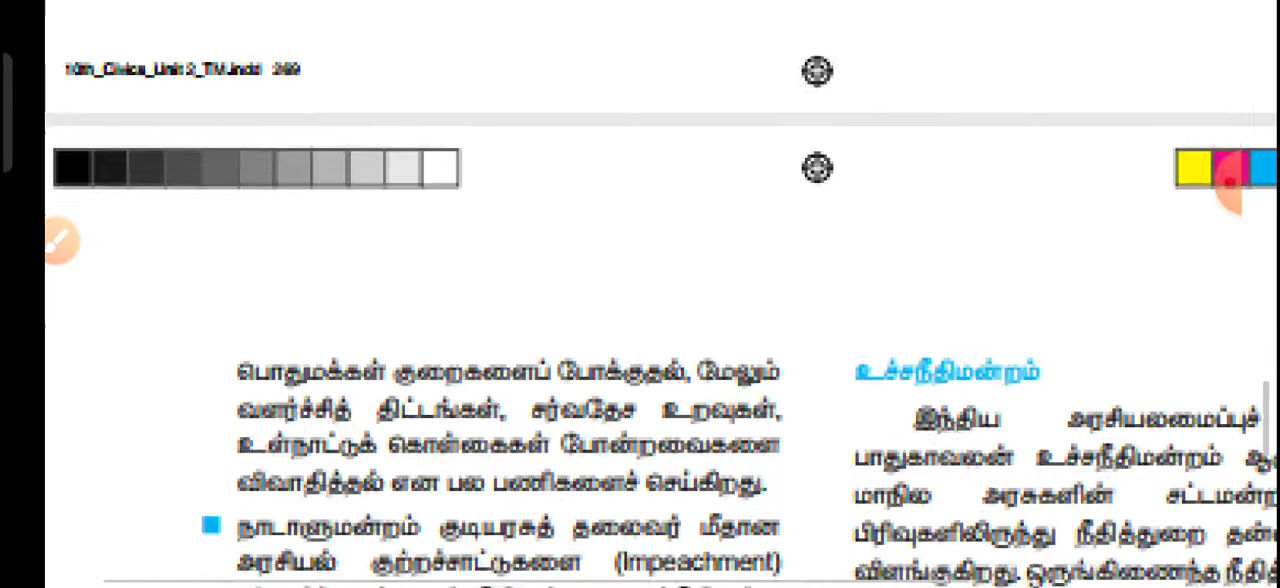 10th_Civics_Unit 2_TM.indd 269
பொதுமக்கள் குறைகளைப் போக்குதல், மேலும்
வளர்ச்சித் திட்டங்கள், சர்வதேச உறவுகள்,
உள்நாட்டுக் கொள்கைகள் போன்றவைகளை
விவாதித்தல் என பல பணிகளைச் செய்கிறது.
நாடாளுமன்றம் குடியரசுத் தலைவர் மீதான
அரசியல் குற்றச்சாட்டுகளை (Impeachment)
உச்சநீதிமன்றம்
இந்திய அரசியலமைப்புச்
பாதுகாவலன் உச்சநீதிமன்றம்
மாநில அரசுகளின்
பிரிவுகளிலிருந்து நீதித்துறை
விளங்குகிறது. ஒருங்கிணைந்த